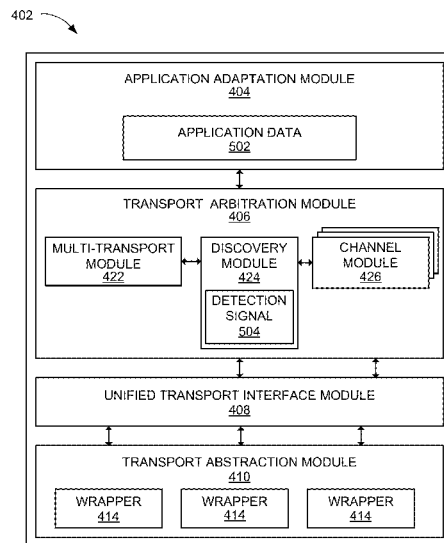 402
APPLICATION ADAPTATION MODULE
404
APPLICATION DATA
502
TRANSPORT ARBITRATION MODULE
406
MULTI-TRANSPORT
MODULE
422
DISCOVERY
MODULE
424
DETECTION
SIGNAL
504
CHANNEL
MODULE
426
UNIFIED TRANSPORT INTERFACE MODULE
408
TRANSPORT ABSTRACTION MODULE
410
WRAPPER
414
WRAPPER
414
WRAPPER
414